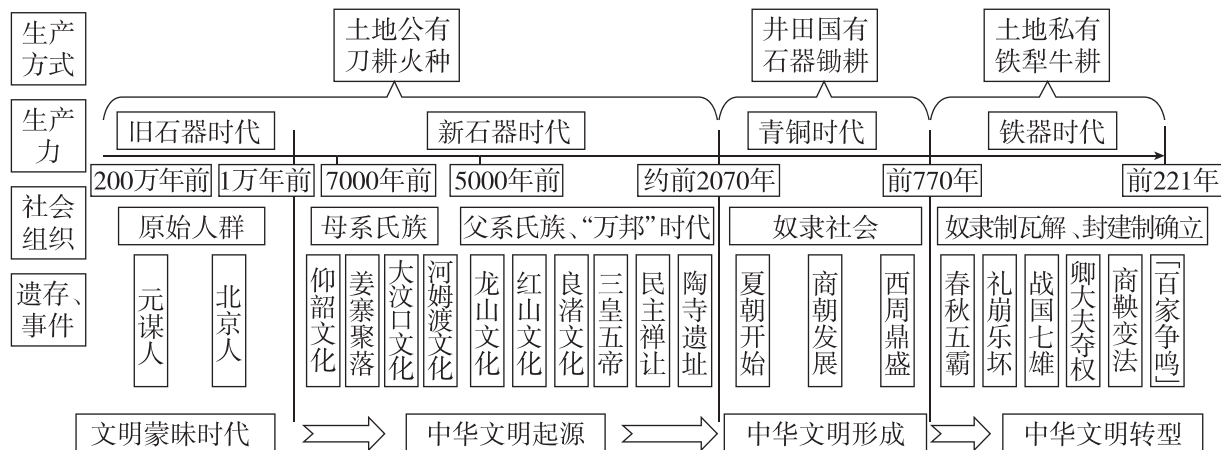 生产
方式
土地公有
刀耕火种
井田国有
石器锄耕
土地私有
铁犁牛耕
生产
力
旧石器时代
新石器时代
青铜时代
铁器时代
200万年前
1万年前
7000年前
5000年前
约前2070年
前770年
前221年
社会
组织
原始人群
母系氏族
父系氏族、“万邦”时代
奴隶社会
奴隶制瓦解、封建制确立
遗存、
事件
元谋人
北京人
仰韶文化
姜寨聚落
大汶口文化
河姆渡文化
龙山文化
红山文化
良渚文化
三皇五帝
民主禅让
陶寺遗址
夏朝开始
商朝发展
西周鼎盛
春秋五霸
礼崩乐坏
战国七雄
卿大夫夺权
商鞅变法
「百家争鸣」
文明蒙昧时代
中华文明起源
中华文明形成
中华文明转型